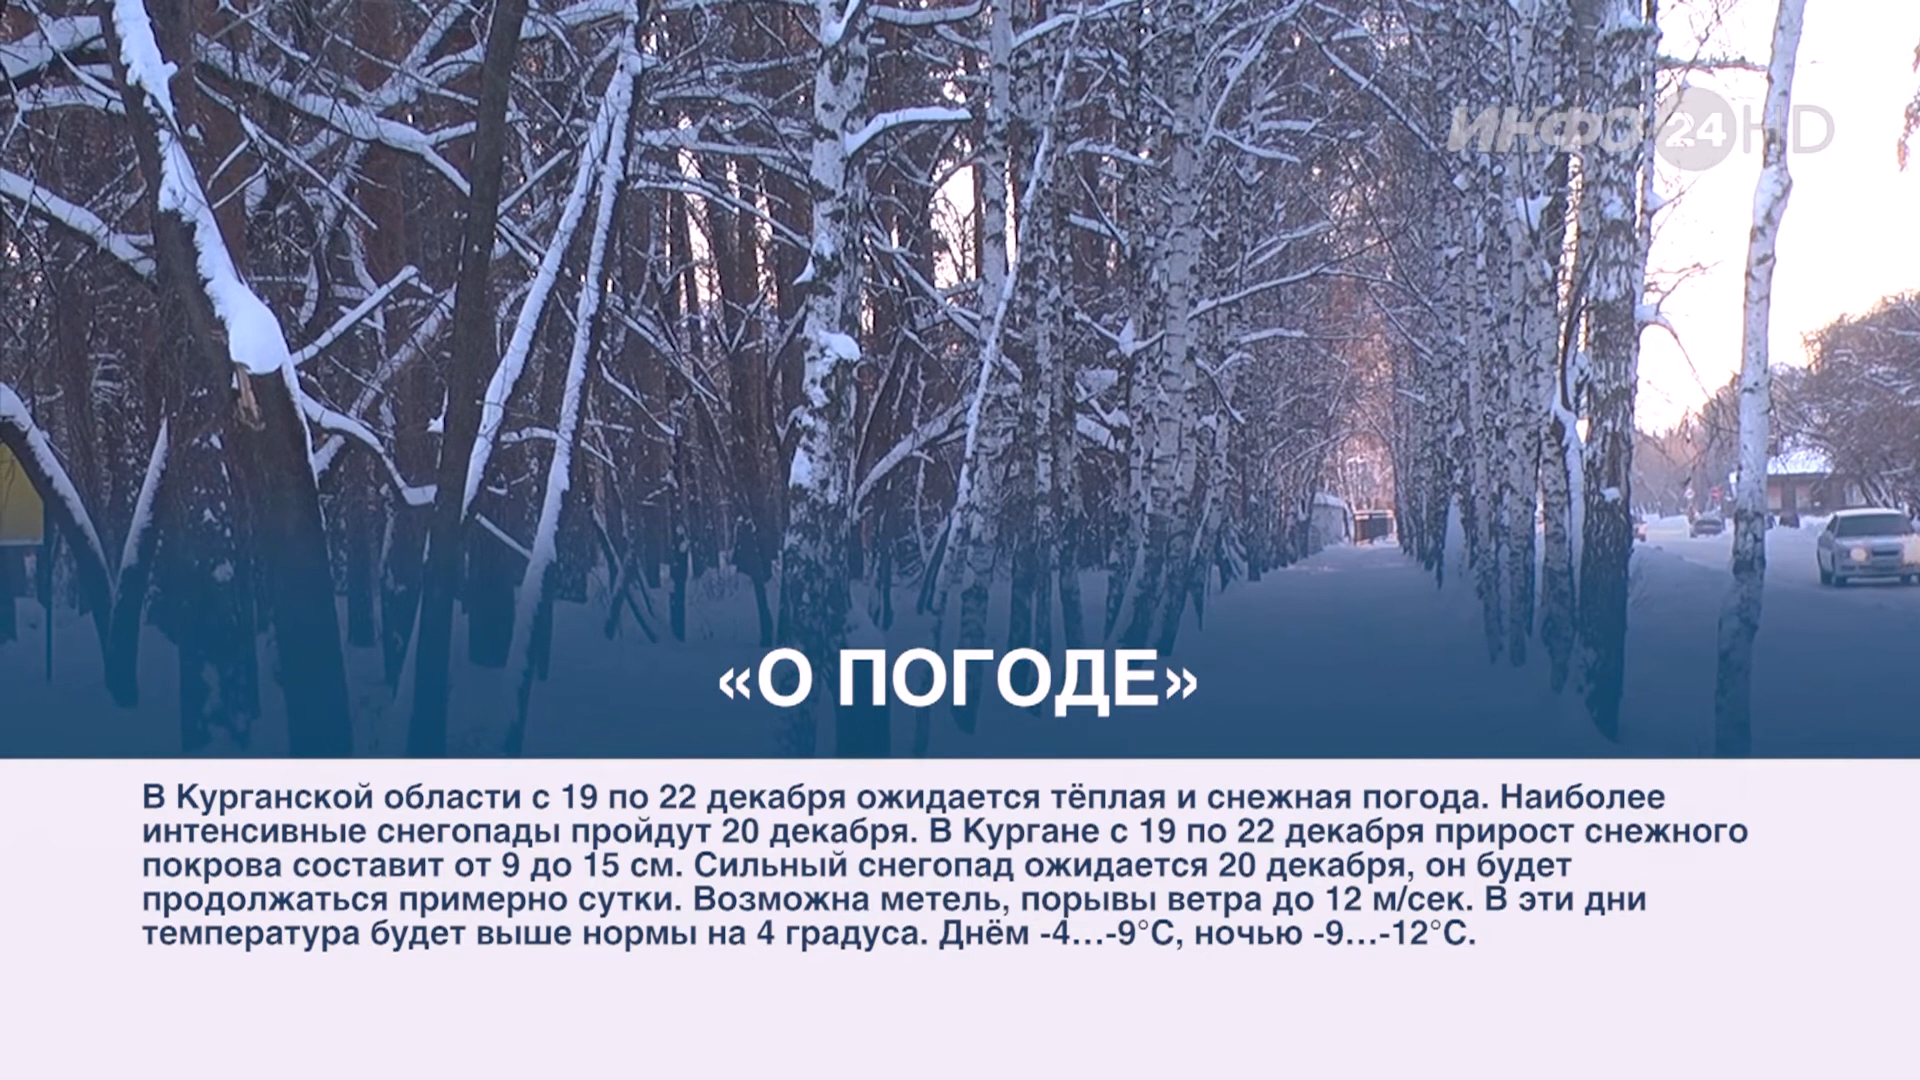 ИНФО 24 HD
«О ПОГОДЕ»
В Курганской области с 19 по 22 декабря ожидается тёплая и снежная погода. Наиболее
интенсивные снегопады пройдут 20 декабря. В Кургане с 19 по 22 декабря прирост снежного
покрова составит от 9 до 15 см. Сильный снегопад ожидается 20 декабря, он будет
продолжаться примерно сутки. Возможна метель, порывы ветра до 12 м/сек. В эти дни
температура будет выше нормы на 4 градуса. Днём -4…-9°С, ночью -9…-12°С.